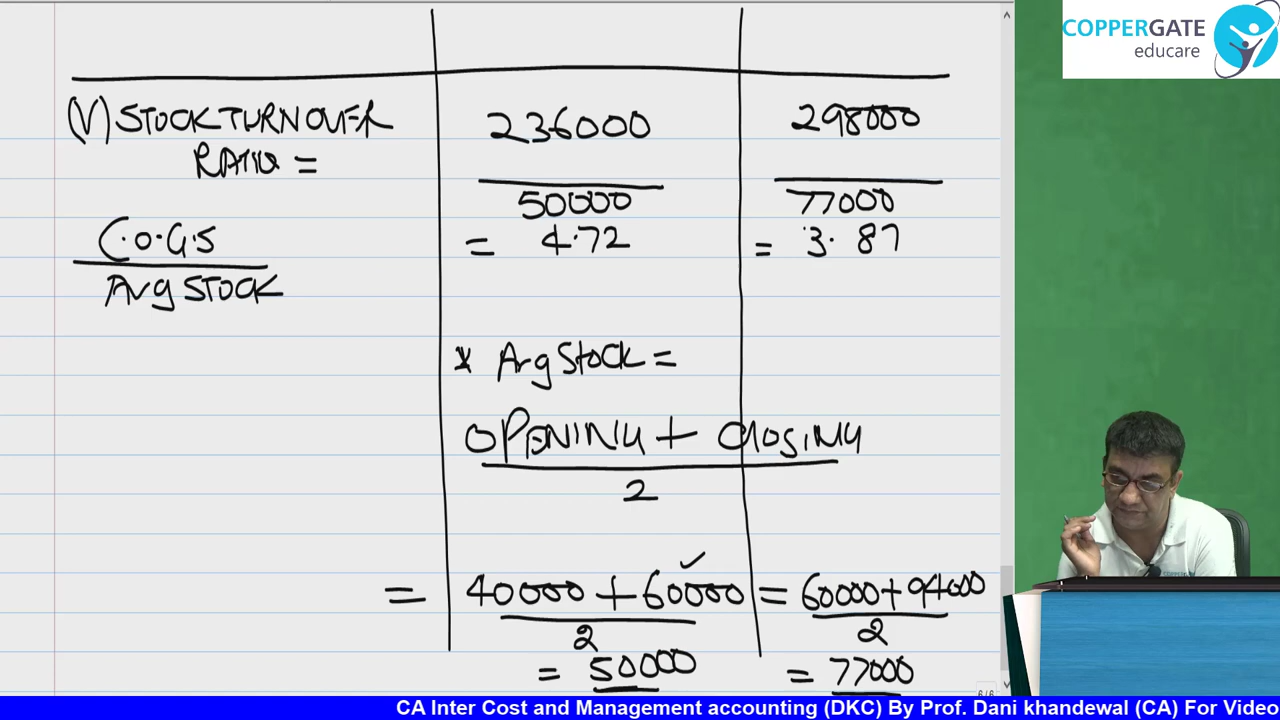 COPPERGATE
educare
(V) STOCK TURNOVER
RATIO =
C.O.G.S
Avg STOCK
236000
50000
= 4.72
298000
77000
= 3.87
* Avg Stock =
OPENING + CLOSING
2
= 40000 + 60000
2
= 50000
= 60000 + 94000
2
= 77000
6/6
CA Inter Cost and Management accounting (DKC) By Prof. Dani khandewal (CA) For Video